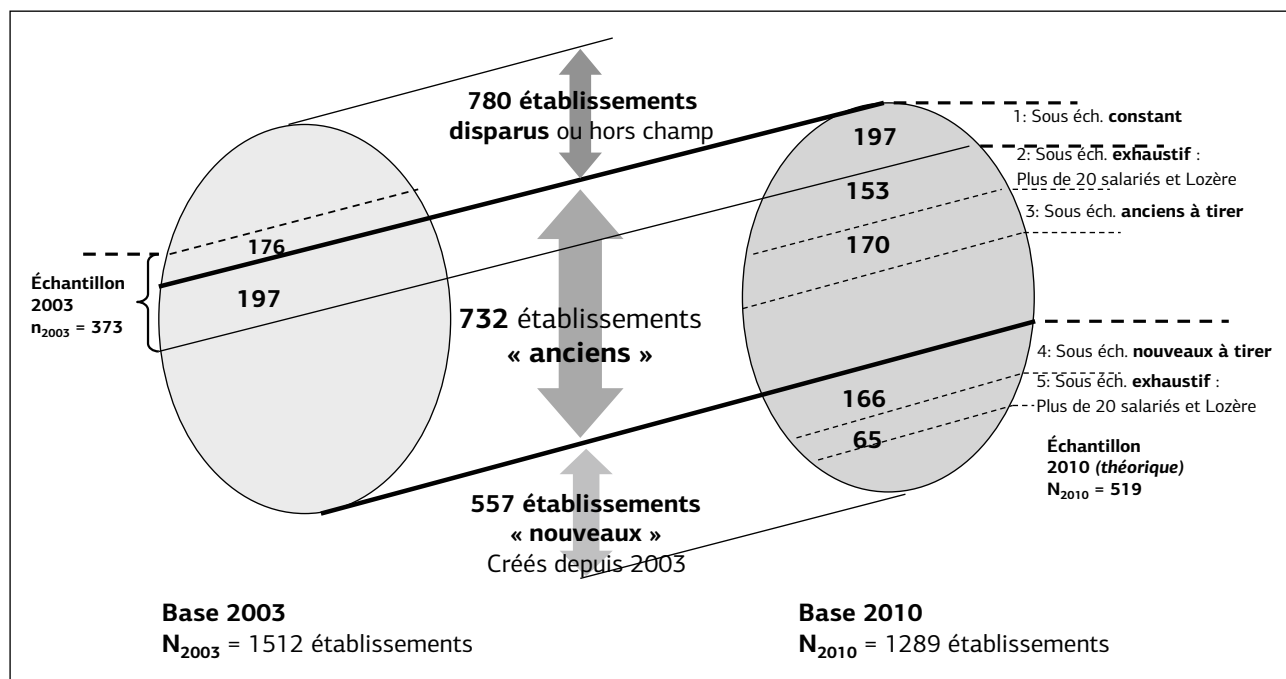 780 établissements
disparus ou hors champ
197
1: Sous éch. constant
2: Sous éch. exhaustif :
Plus de 20 salariés et Lozère
153
3: Sous éch. anciens à tirer
176
170
Échantillon
2003
n2003 = 373
197
732 établissements
« anciens »
4: Sous éch. nouveaux à tirer
5: Sous éch. exhaustif :
Plus de 20 salariés et Lozère
166
65
Échantillon
2010 (théorique)
N2010 = 519
557 établissements
« nouveaux »
Créés depuis 2003
Base 2003
N2003 = 1512 établissements
Base 2010
N2010 = 1289 établissements